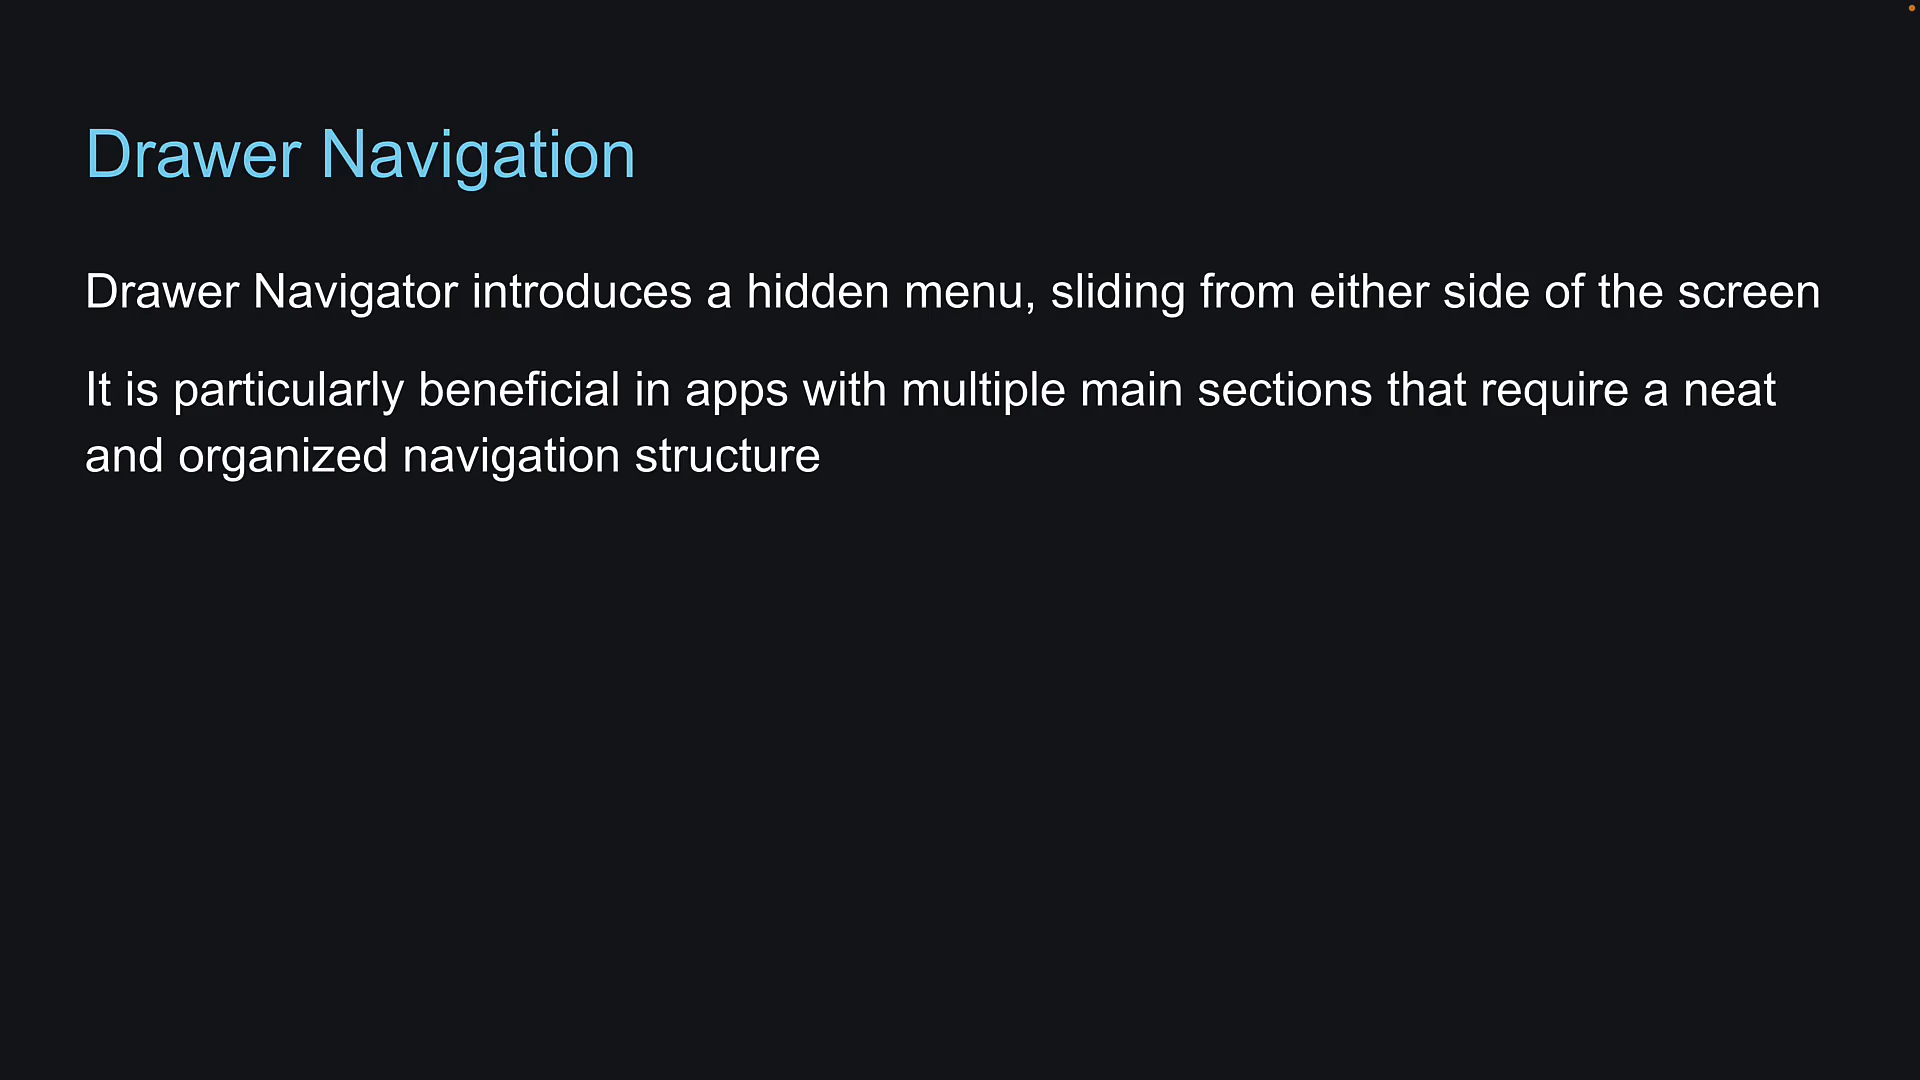 Drawer Navigation
Drawer Navigator introduces a hidden menu, sliding from either side of the screen
It is particularly beneficial in apps with multiple main sections that require a neat
and organized navigation structure